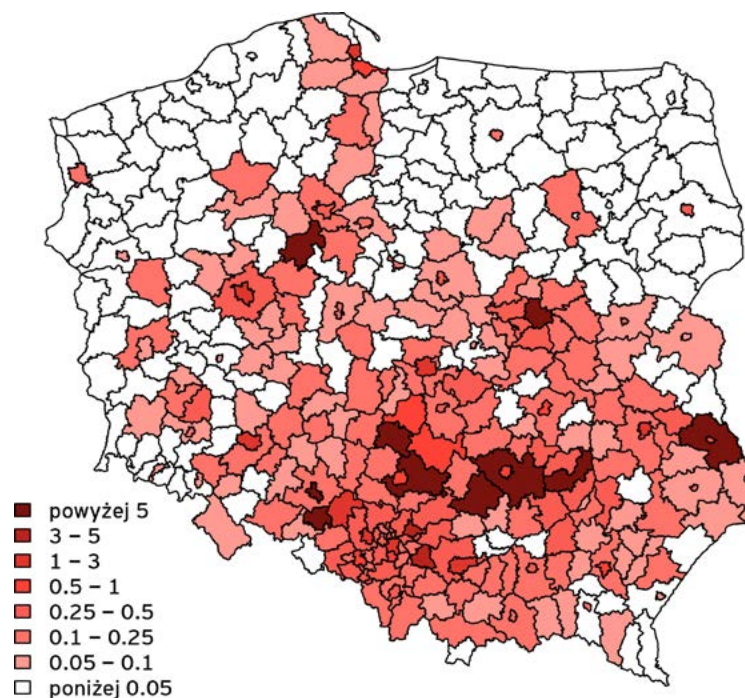 powyżej 5
3 – 5
1 – 3
0.5 – 1
0.25 – 0.5
0.1 – 0.25
0.05 – 0.1
poniżej 0.05